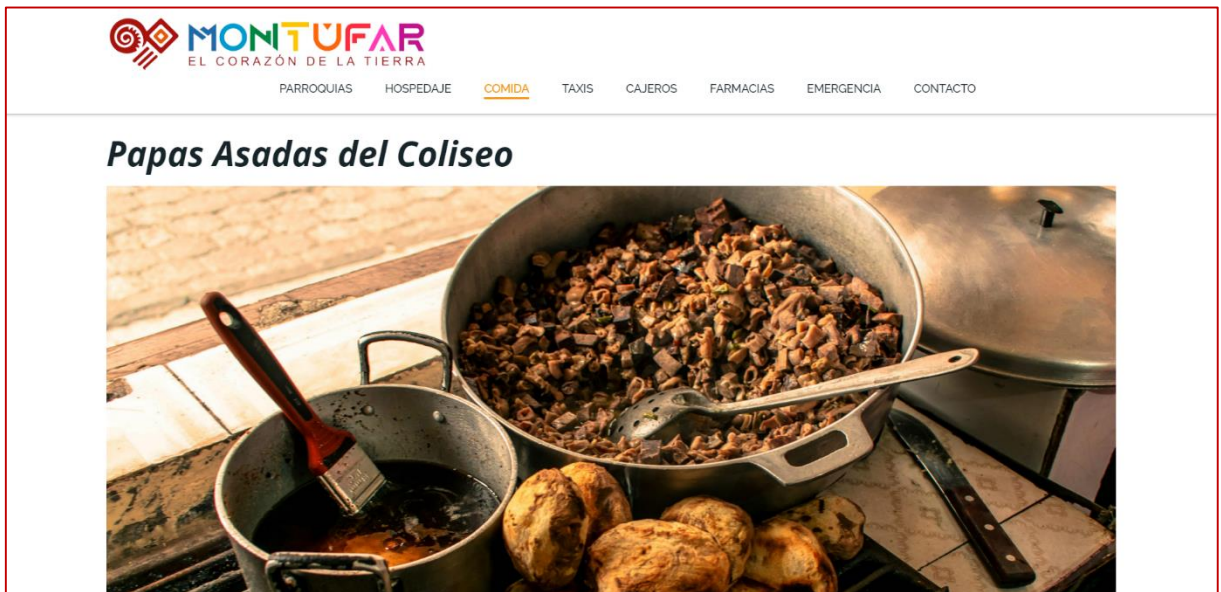 MONTÚFAR
EL CORAZÓN DE LA TIERRA
PARROQUIAS HOSPEDAJE COMIDA TAXIS CAJEROS FARMACIAS EMERGENCIA CONTACTO
Papas Asadas del Coliseo